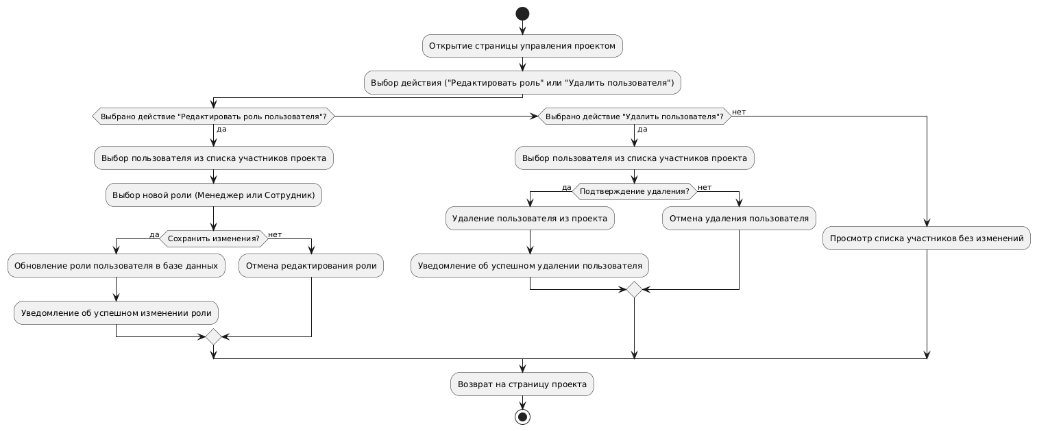 Открытие страницы управления проектом
Выбор действия ("Редактировать роль" или "Удалить пользователя")
Выбрано действие "Редактировать роль пользователя"?
да
Выбор пользователя из списка участников проекта
Выбор новой роли (Менеджер или Сотрудник)
Сохранить изменения?
да
нет
Обновление роли пользователя в базе данных
Отмена редактирования роли
Уведомление об успешном изменении роли
Выбрано действие "Удалить пользователя"?
нет
да
Выбор пользователя из списка участников проекта
Подтверждение удаления?
да
нет
Удаление пользователя из проекта
Отмена удаления пользователя
Уведомление об успешном удалении пользователя
Просмотр списка участников без изменений
Возврат на страницу проекта